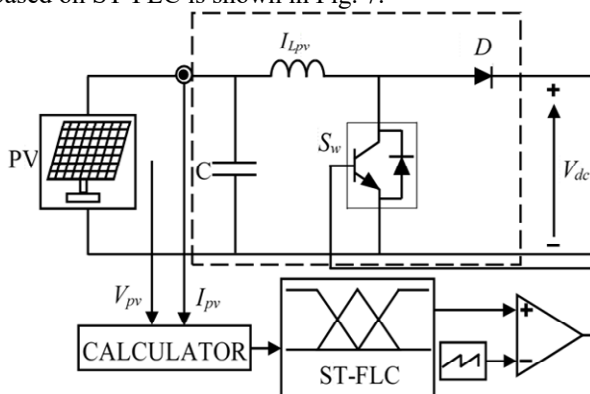 based on ST-FLC is shown in Fig. 7.
I_Lpv
D
+
S_w
PV
C
V_dc
−
V_pv
I_pv
+
CALCULATOR
−
ST-FLC